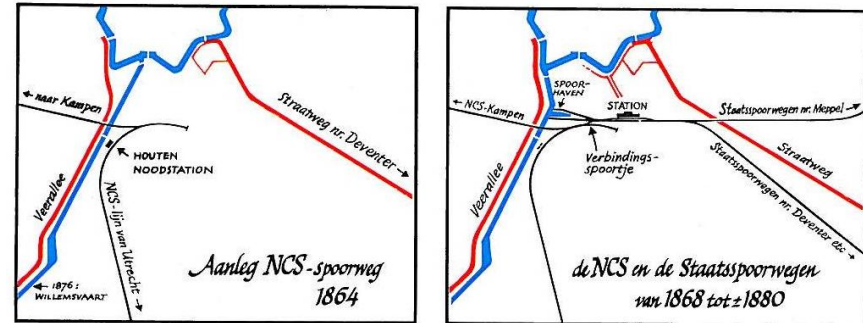 naar Kampen
Straatweg nr. Deventer
HOUTEN
NOODSTATION
Veerallee
NCS-lijn van Utrecht
1876:
WILLEMSVAART
Aanleg NCS-spoorweg
1864
NCS-Kampen
SPOOR-
HAVEN
STATION
Staatsspoorwegen nr. Meppel
Verbindings-
spoortje
Straatweg
Staatsspoorwegen nr. Deventer etc
Veerallee
de NCS en de Staatsspoorwegen
van 1868 tot ± 1880